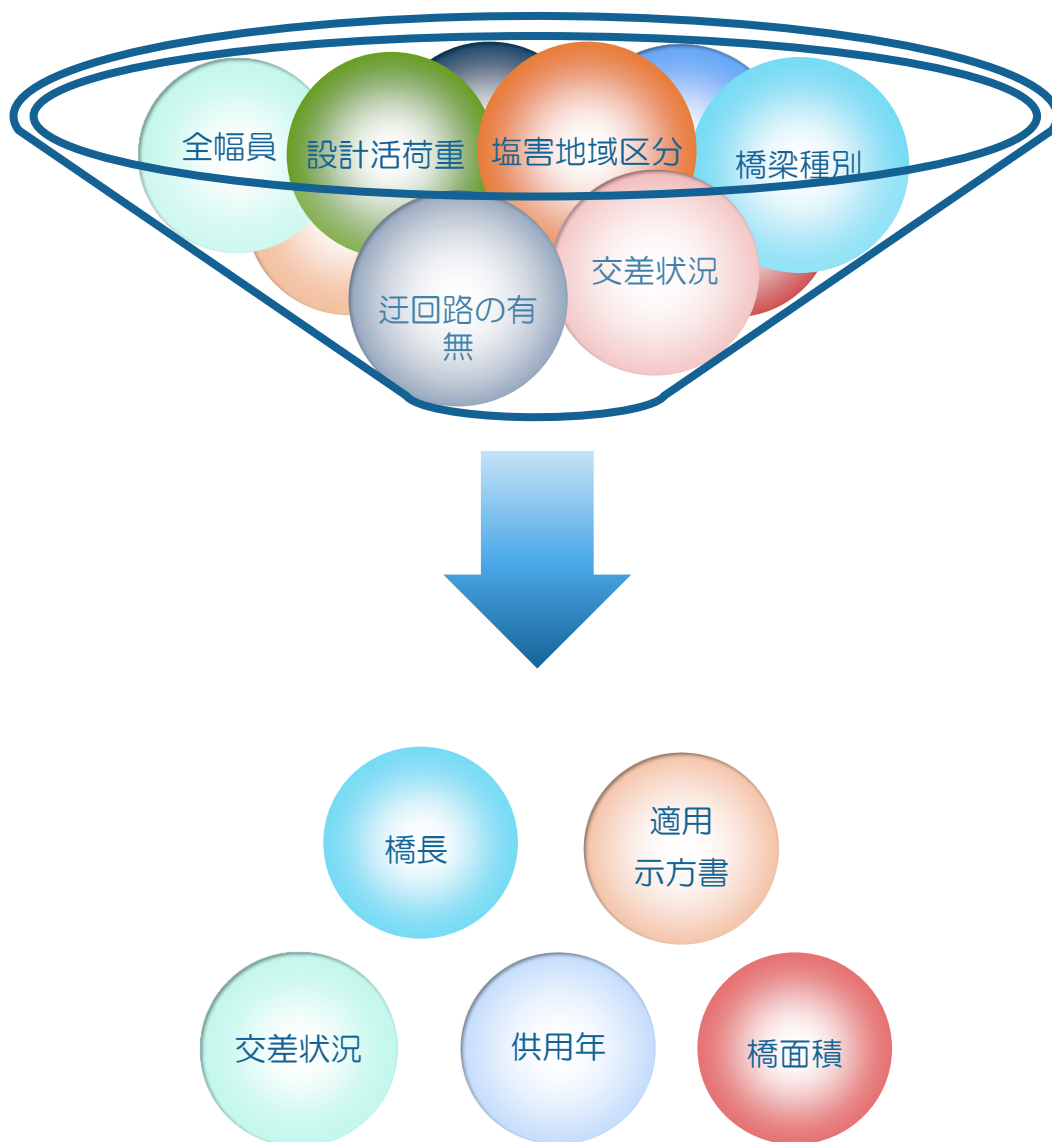 全幅員
設計活荷重
塩害地域区分
橋梁種別
交差状況
迂回路の有
無
橋長
適用
示方書
交差状況
供用年
橋面積